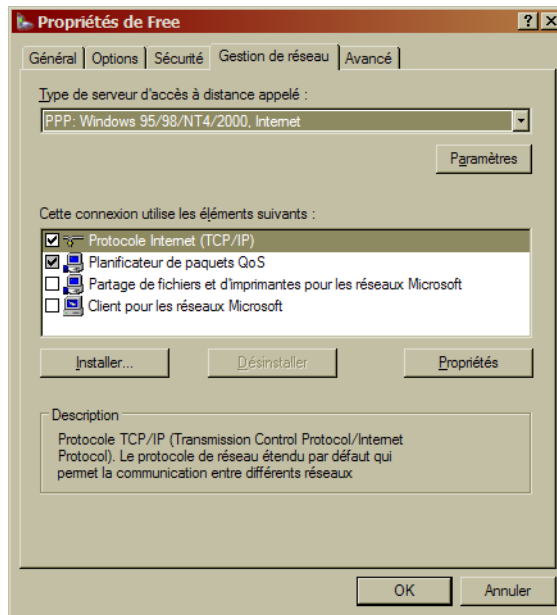 Propriétés de Free
Général Options Sécurité Gestion de réseau Avancé
Type de serveur d'accès à distance appelé :
PPP: Windows 95/98/NT4/2000, Internet
Paramètres
Cette connexion utilise les éléments suivants :
Protocole Internet (TCP/IP)
Planificateur de paquets QoS
Partage de fichiers et d'imprimantes pour les réseaux Microsoft
Client pour les réseaux Microsoft
Installer... Désinstaller Propriétés
Description
Protocole TCP/IP (Transmission Control Protocol/Internet
Protocol). Le protocole de réseau étendu par défaut qui
permet la communication entre différents réseaux
OK Annuler